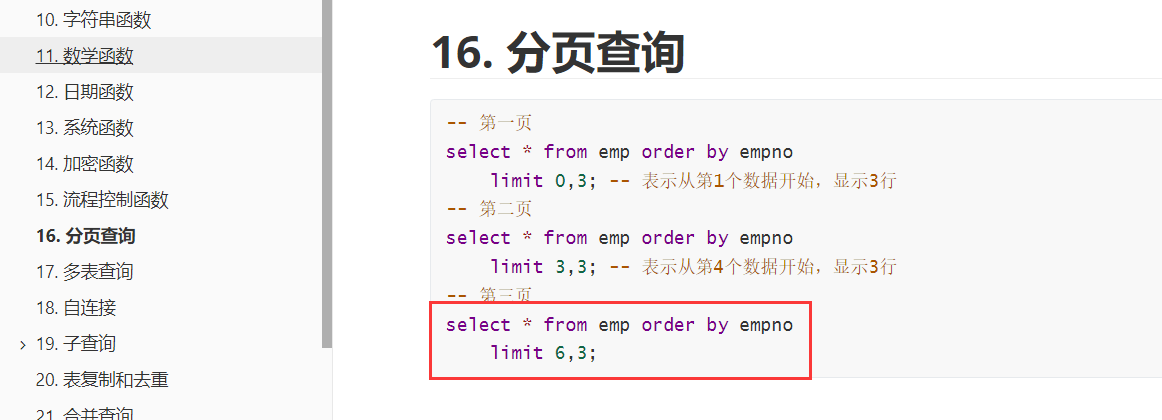 10. 字符串函数
11. 数学函数
12. 日期函数
13. 系统函数
14. 加密函数
15. 流程控制函数
16. 分页查询
17. 多表查询
18. 自连接
19. 子查询
20. 表复制和去重
21. 合并查询
16. 分页查询
-- 第一页
select * from emp order by empno
limit 0,3; -- 表示从第1个数据开始，显示3行
-- 第二页
select * from emp order by empno
limit 3,3; -- 表示从第4个数据开始，显示3行
-- 第三页
select * from emp order by empno
limit 6,3;